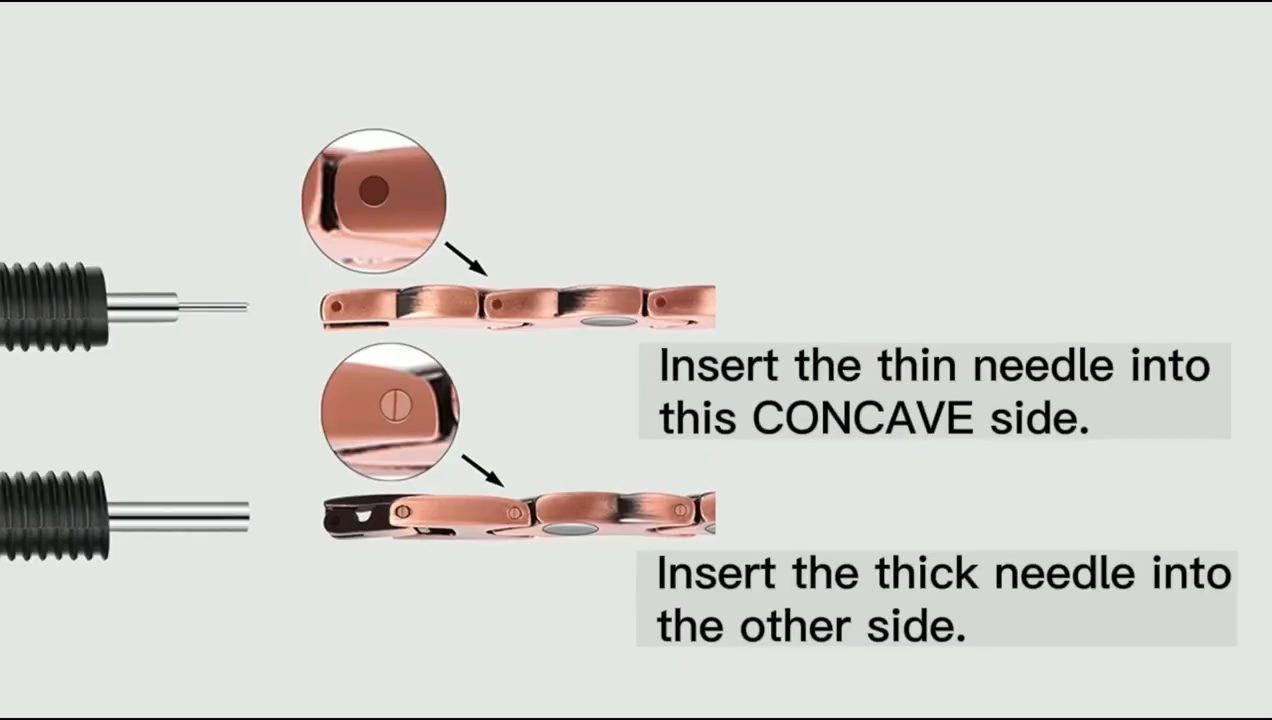 Insert the thin needle into
this CONCAVE side.
Insert the thick needle into
the other side.